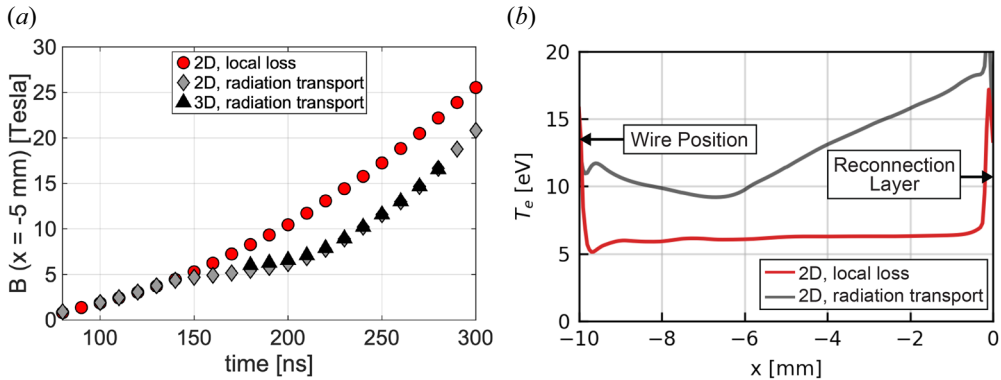 (a)
B (x = -5 mm) [Tesla]
30
25
20
15
10
5
0
2D, local loss
2D, radiation transport
3D, radiation transport
100
150
200
250
300
time [ns]
(b)
T_e [eV]
20
15
10
5
0
Wire Position
Reconnection
Layer
2D, local loss
2D, radiation transport
−10
−8
−6
−4
−2
0
x [mm]